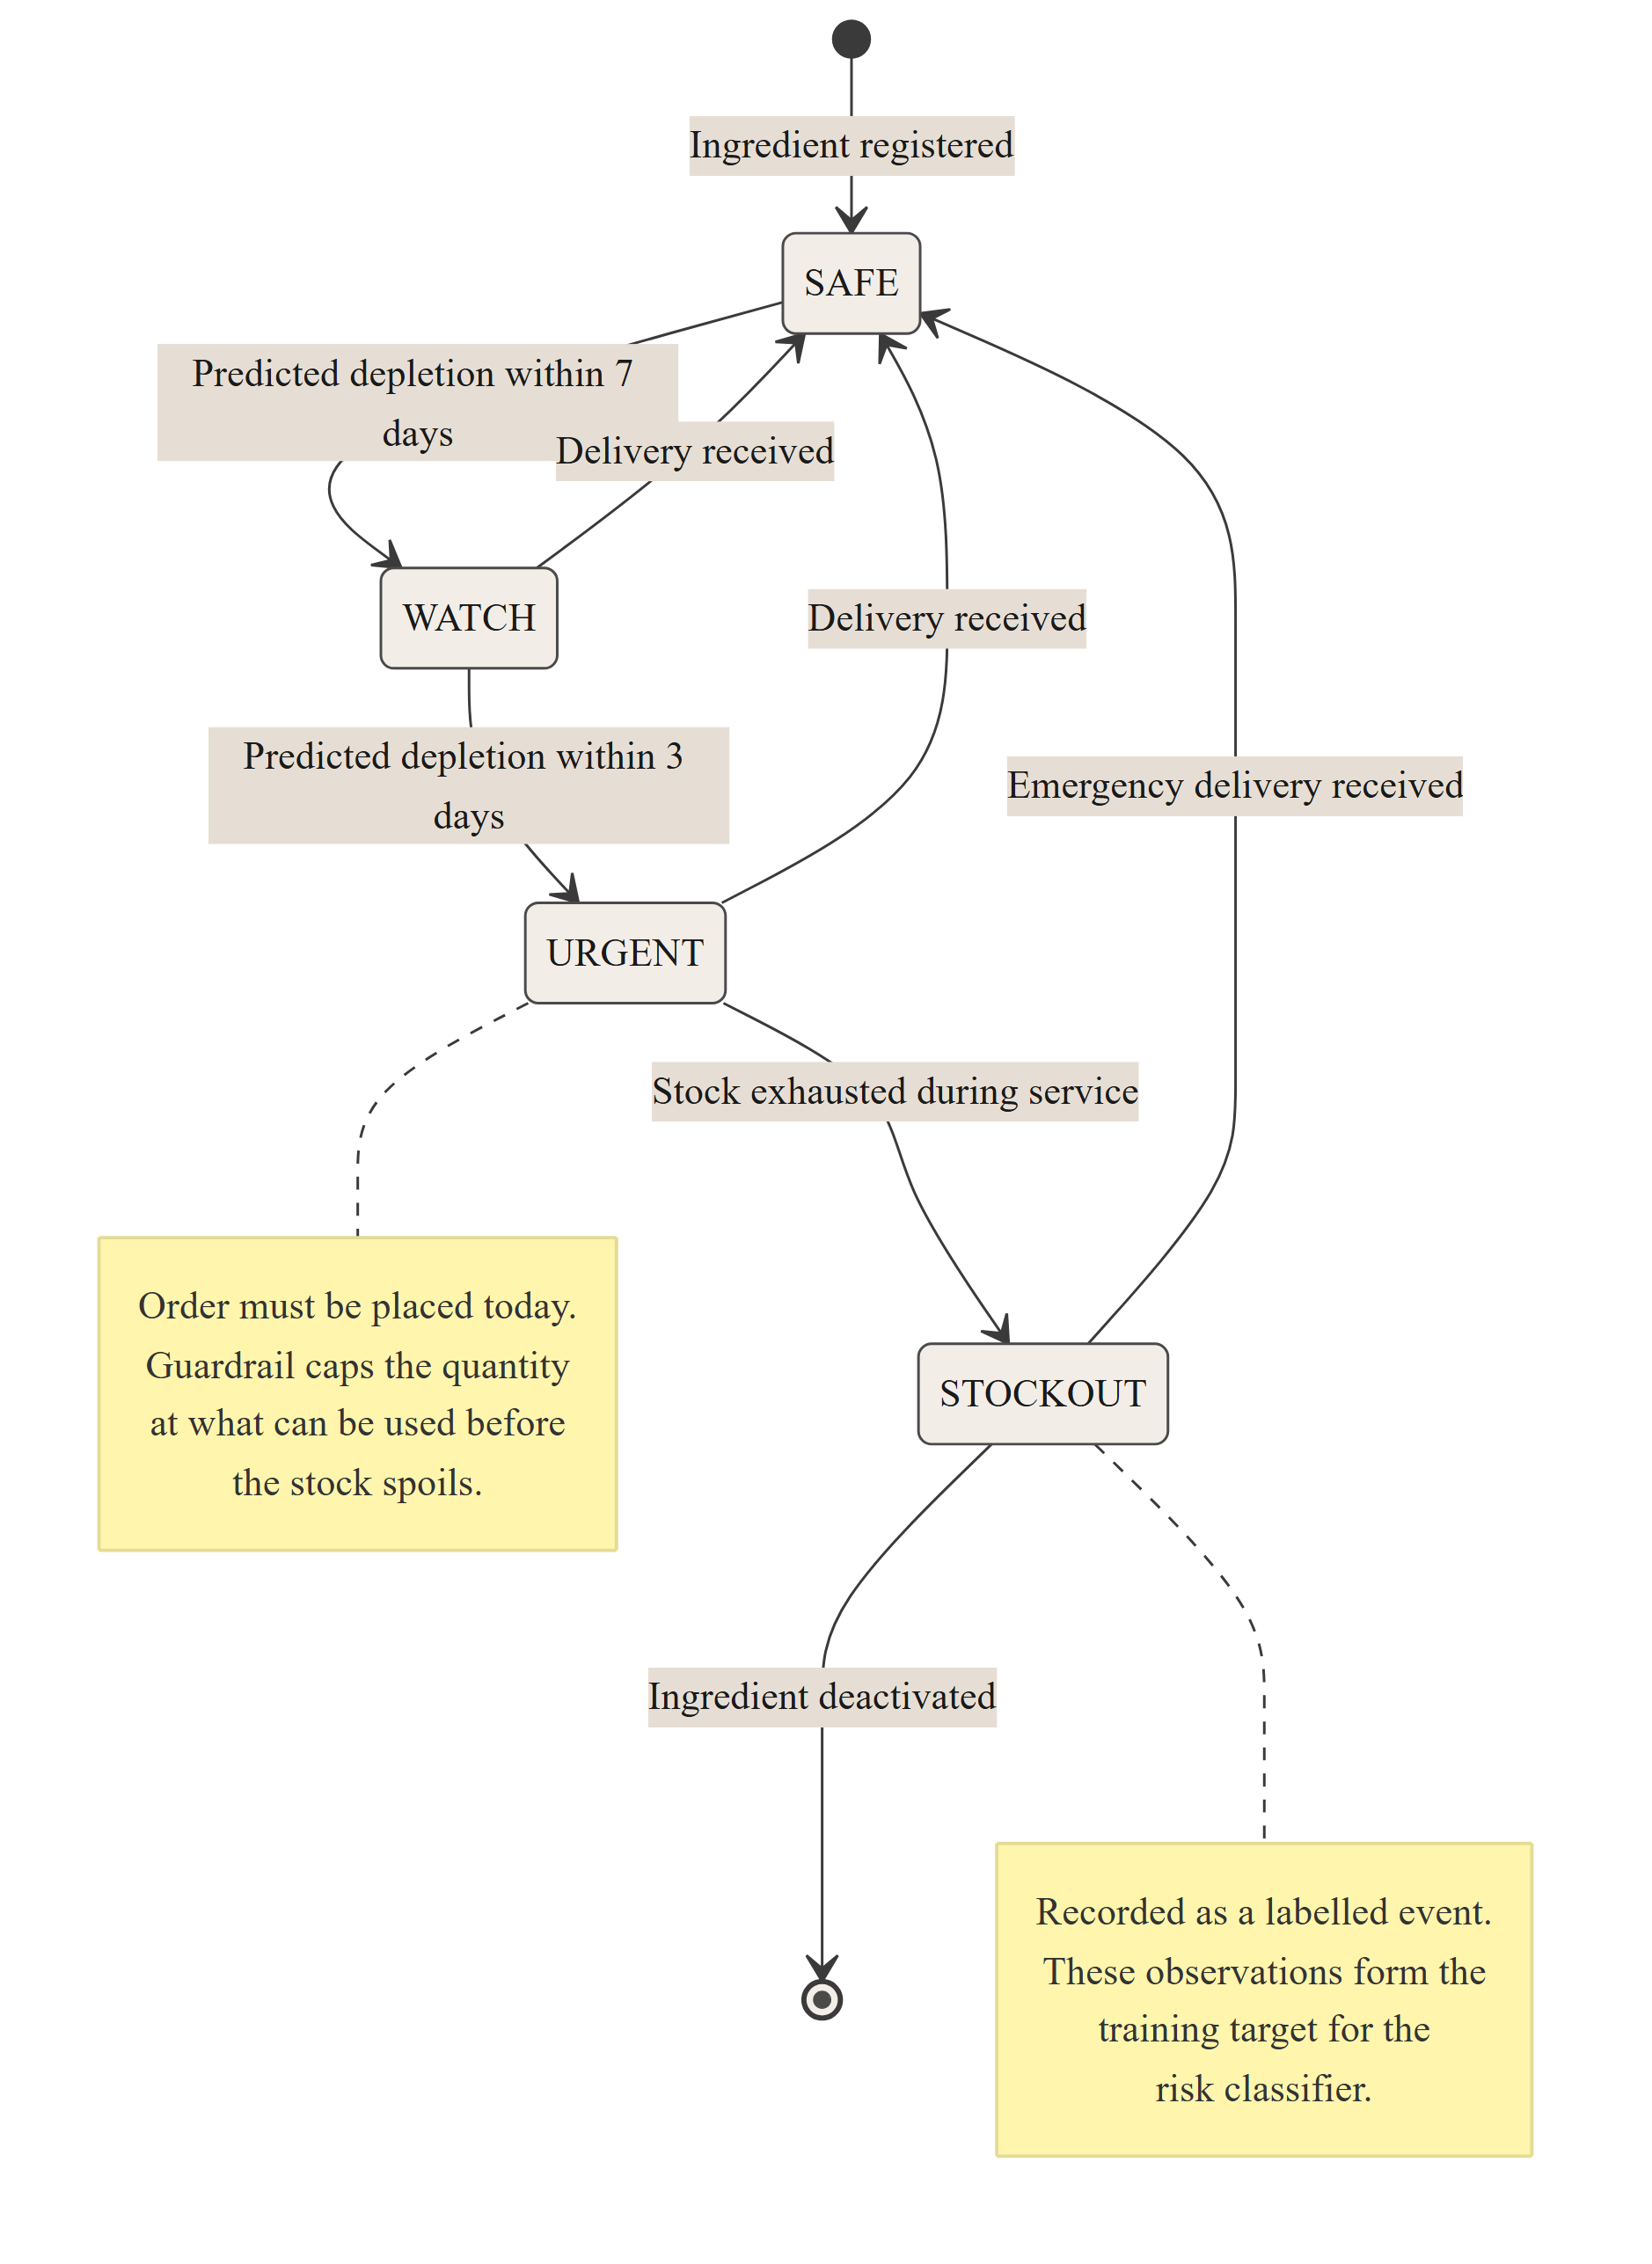 Ingredient registered
SAFE
Predicted depletion within 7
days
Delivery received
WATCH
Delivery received
Predicted depletion within 3
days
Emergency delivery received
URGENT
Stock exhausted during service
Order must be placed today.
Guardrail caps the quantity
at what can be used before
the stock spoils.
STOCKOUT
Ingredient deactivated
Recorded as a labelled event.
These observations form the
training target for the
risk classifier.